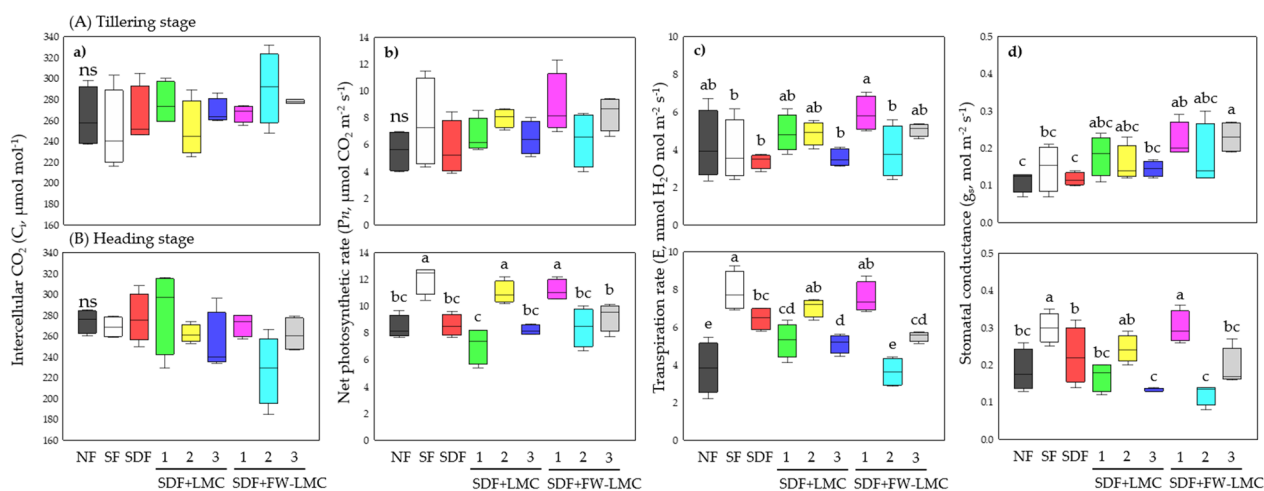 (A) Tillering stage
a)
b)
c)
d)
Intercellular CO2 (Ci, µmol mol-1)
340
320
300
280
260
240
220
200
180
160
ns
Net photosynthetic rate (Pn, µmol CO2 m-2 s-1)
14
12
10
8
6
4
2
0
ns
Transpiration rate (E, mmol H2O mol m-2 s-1)
10
8
6
4
2
0
ab b b ab ab b a b ab
Stomatal conductance (gs, mol m-2 s-1)
0.5
0.4
0.3
0.2
0.1
0.0
c bc c abc abc bc ab abc a
(B) Heading stage
340
320
300
280
260
240
220
200
180
160
ns
14
12
10
8
6
4
2
0
bc a bc c a bc a bc b
10
8
6
4
2
0
e a bc cd ab d ab e cd
0.5
0.4
0.3
0.2
0.1
0.0
bc a b bc ab c a c bc
NF SF SDF 1 2 3 1 2 3
SDF+LMC SDF+FW-LMC
NF SF SDF 1 2 3 1 2 3
SDF+LMC SDF+FW-LMC
NF SF SDF 1 2 3 1 2 3
SDF+LMC SDF+FW-LMC
NF SF SDF 1 2 3 1 2 3
SDF+LMC SDF+FW-LMC